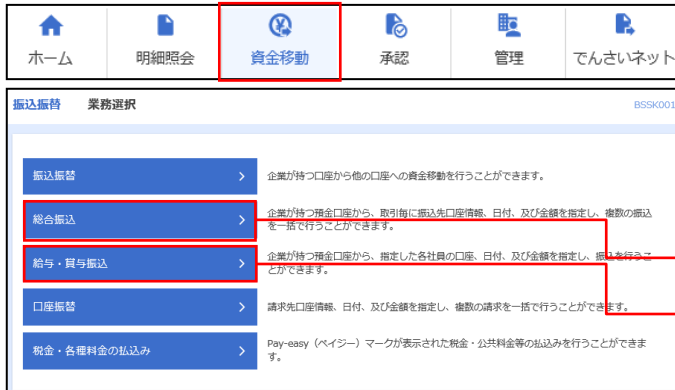 ホーム
明細照会
資金移動
承認
管理
でんさいネット
振込振替 業務選択
BSSK001
振込振替
企業が持つ口座から他の口座への資金移動を行うことができます。
総合振込
企業が持つ預金口座から、取引毎に振込先口座情報、日付、及び金額を指定し、複数の振込
を一括で行うことができます。
給与・賞与振込
企業が持つ預金口座から、指定した各社員の口座、日付、及び金額を指定し、振込を行うこ
とができます。
口座振替
請求先口座情報、日付、及び金額を指定し、複数の請求を一括で行うことができます。
税金・各種料金の払込み
Pay-easy（ペイジー）マークが表示された税金・公共料金等の払込みを行うことができま
す。